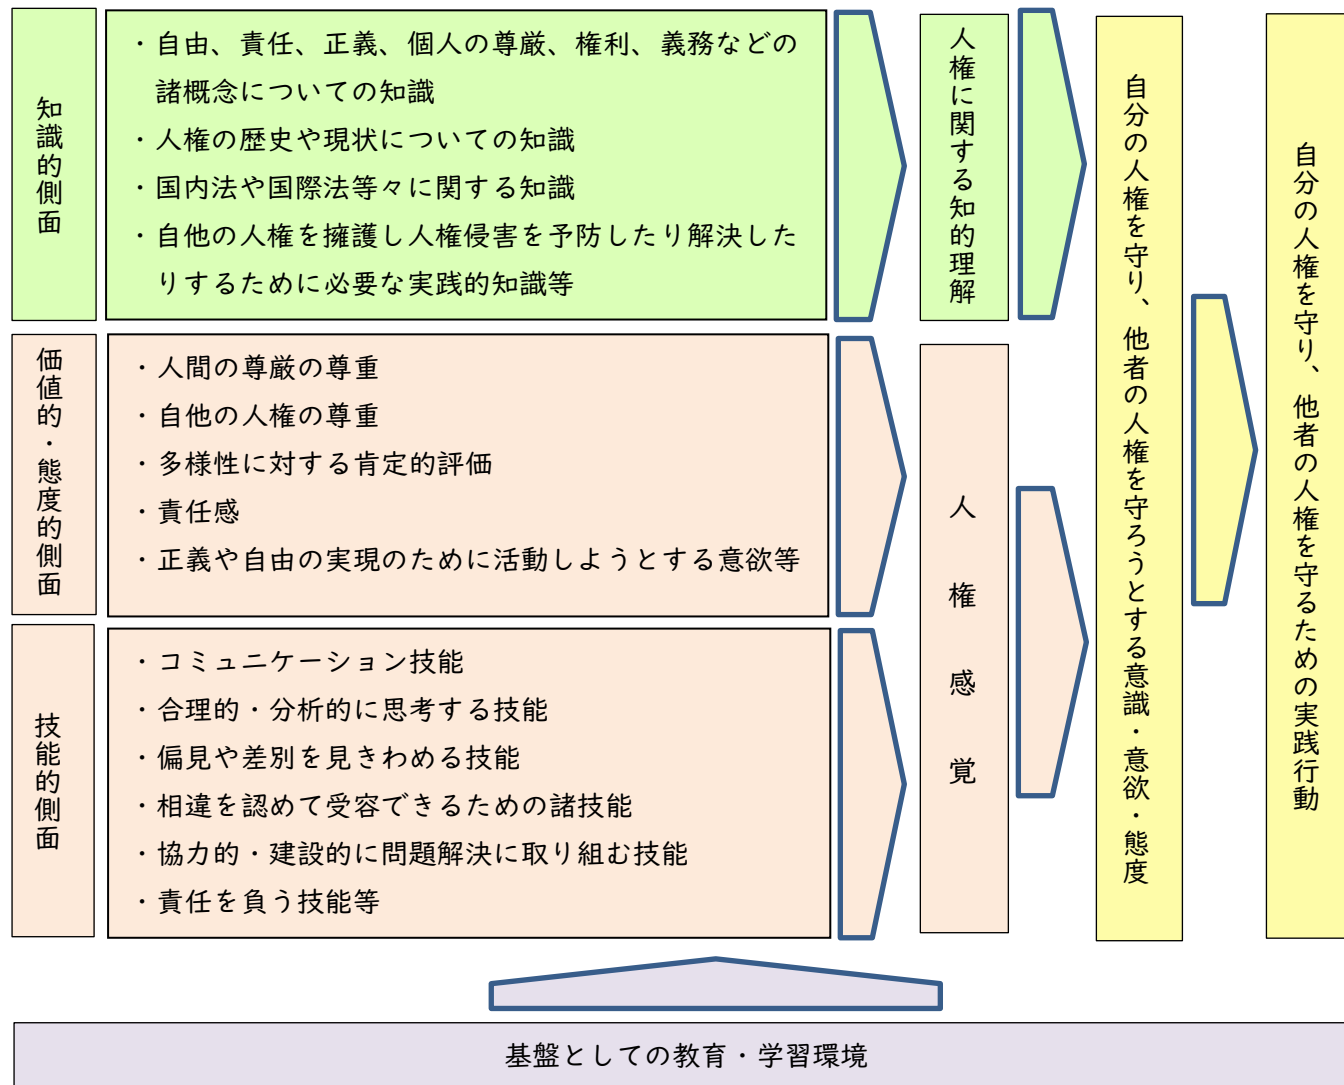 知識的側面
・自由、責任、正義、個人の尊厳、権利、義務などの
諸概念についての知識
・人権の歴史や現状についての知識
・国内法や国際法等々に関する知識
・自他の人権を擁護し人権侵害を予防したり解決した
りするために必要な実践的知識等
人権に関する知的理解
価値的・態度的側面
・人間の尊厳の尊重
・自他の人権の尊重
・多様性に対する肯定的評価
・責任感
・正義や自由の実現のために活動しようとする意欲等
技能的側面
・コミュニケーション技能
・合理的・分析的に思考する技能
・偏見や差別を見きわめる技能
・相違を認めて受容できるための諸技能
・協力的・建設的に問題解決に取り組む技能
・責任を負う技能等
人権感覚
自分の人権を守り、他者の人権を守ろうとする意識・意欲・態度
自分の人権を守り、他者の人権を守るための実践行動
基盤としての教育・学習環境